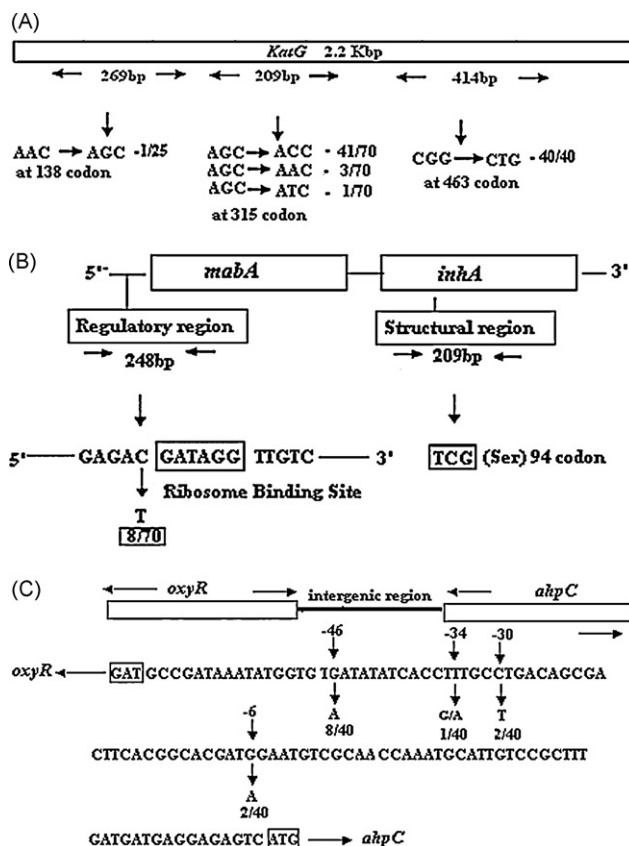 (A)
KatG 2.2 Kbp
269bp 209bp 414bp
AAC AGC -1/25
at 138 codon
AGC ACC - 41/70
AGC AAC - 3/70
AGC ATC - 1/70
at 315 codon
CGG CTG -40/40
at 463 codon
(B)
5'- mabA inhA 3'
Regulatory region Structural region
248bp 209bp
5' GAGAC GATAGG TTGTC 3'
TCG (Ser) 94 codon
Ribosome Binding Site
T
8/70
(C)
oxyR intergenic region ahpC
-46 -34 -30
oxyR GAT GCCGATAAATATGGTG TGATATATCACCTTTGCCTGACAGCGA
A G/A T
8/40 1/40 2/40
-6
CTTCACGGCACGATGGAATGTCGCAACCAAATGCATTGTCCGCTTT
A
2/40
GATGATGAGGAGAGTC ATG ahpC